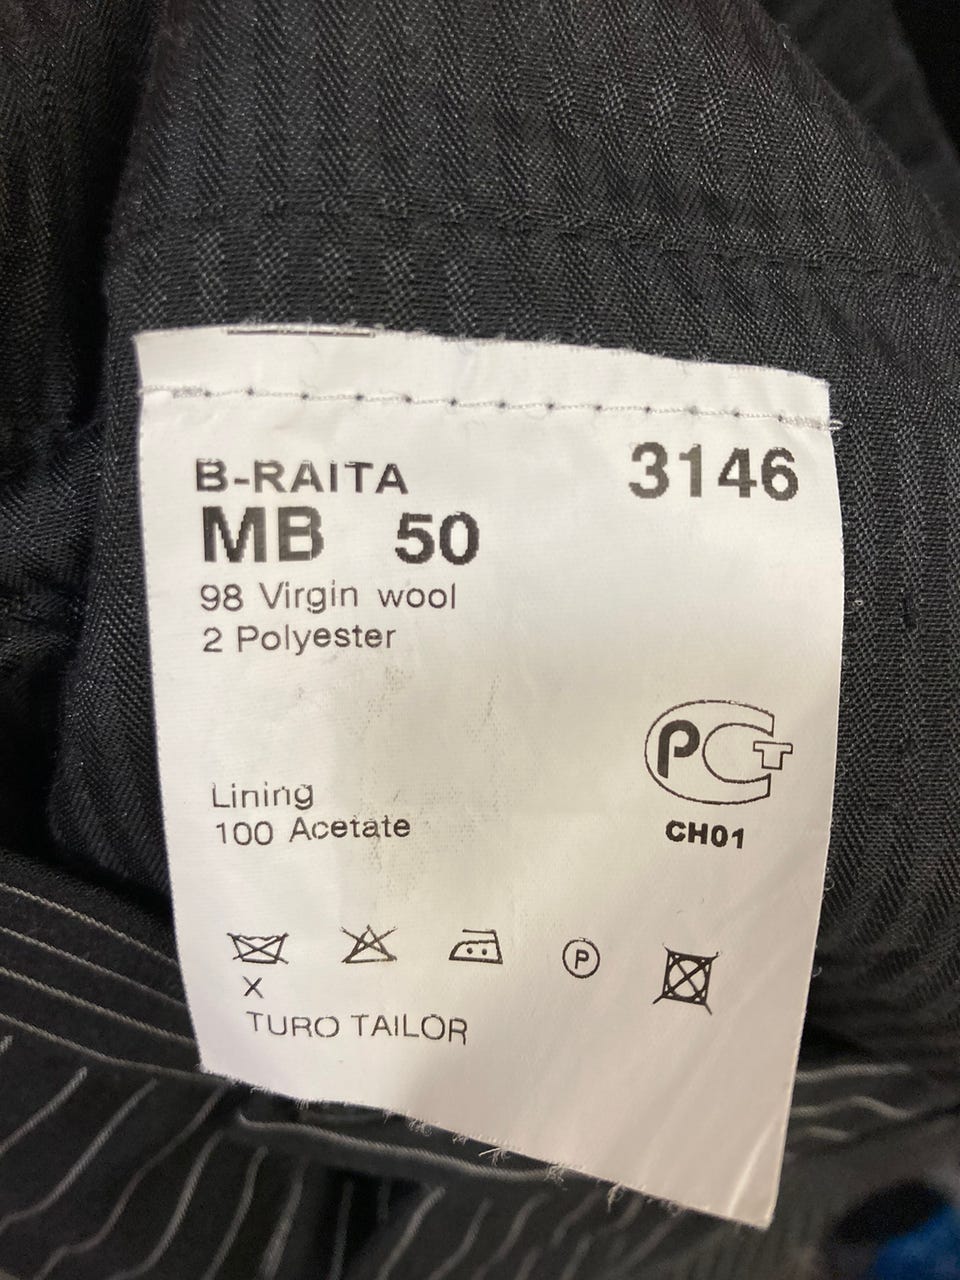 B-RAITA 3146
MB 50
98 Virgin wool
2 Polyester
Lining
100 Acetate
PCT
CH01
P
X
TURO TAILOR